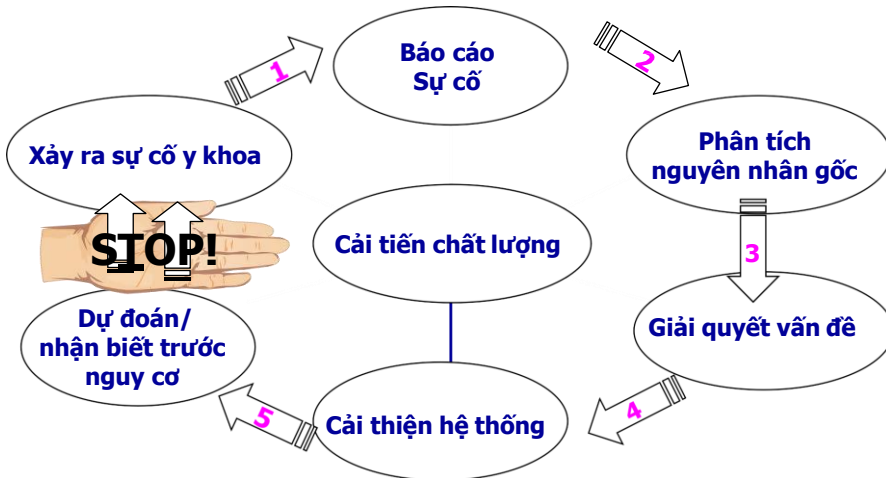 Báo cáo
Sự cố
1
2
Xảy ra sự cố y khoa
Phân tích
nguyên nhân gốc
STOP!
Cải tiến chất lượng
3
Dự đoán/
nhận biết trước
nguy cơ
Giải quyết vấn đề
5
Cải thiện hệ thống
4